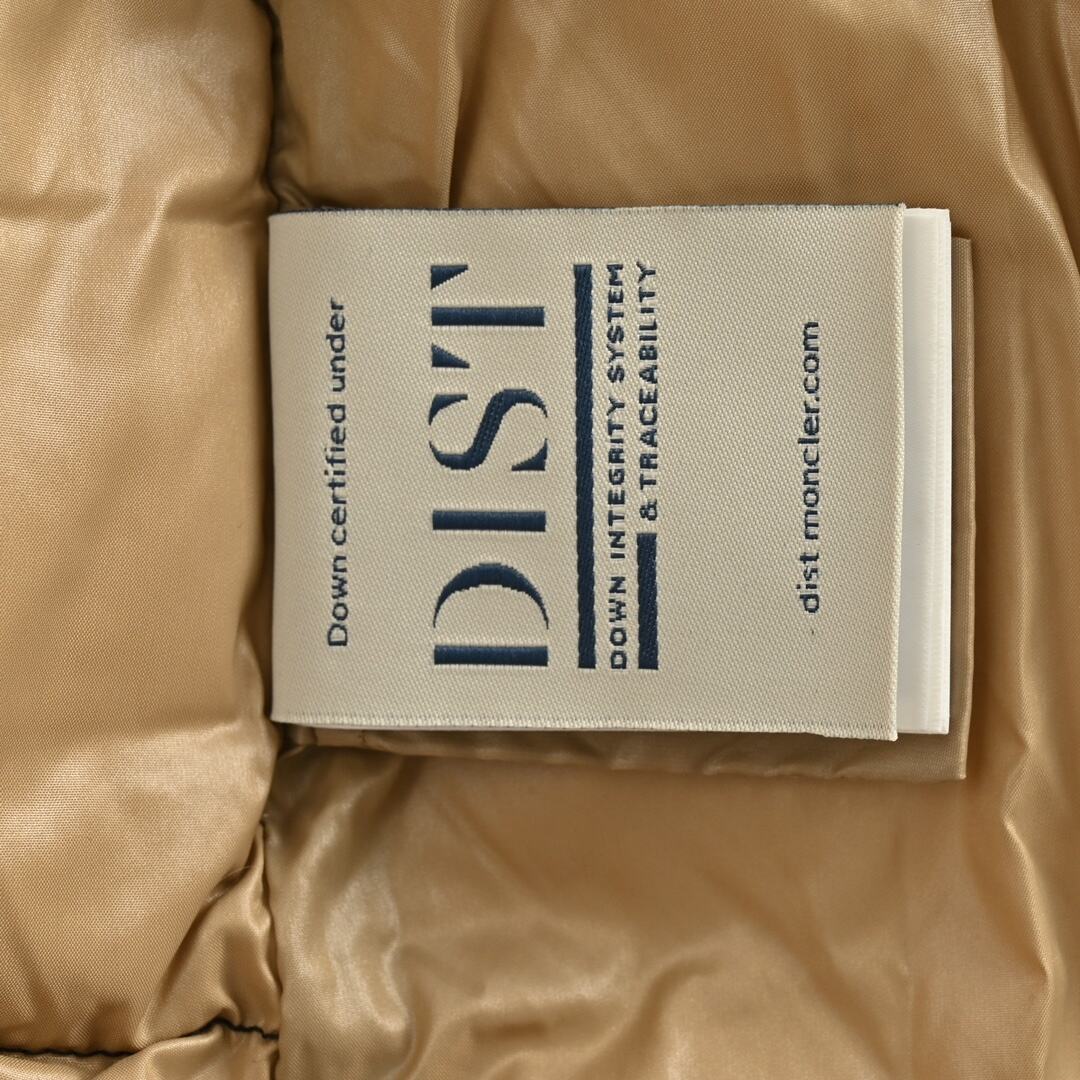 Down certified under
DIST
DOWN INTEGRITY SYSTEM
& TRACEABILITY
dist.moncler.com